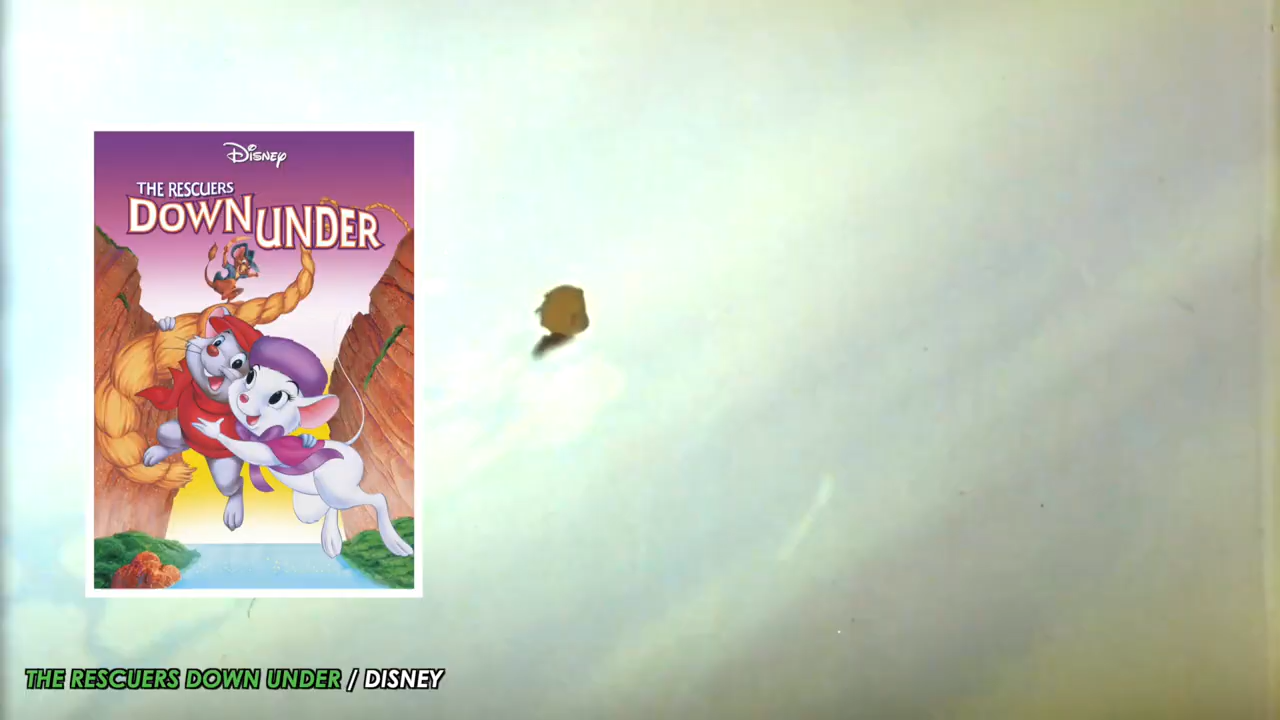 Disney
THE RESCUERS
DOWN UNDER
THE RESCUERS DOWN UNDER / DISNEY